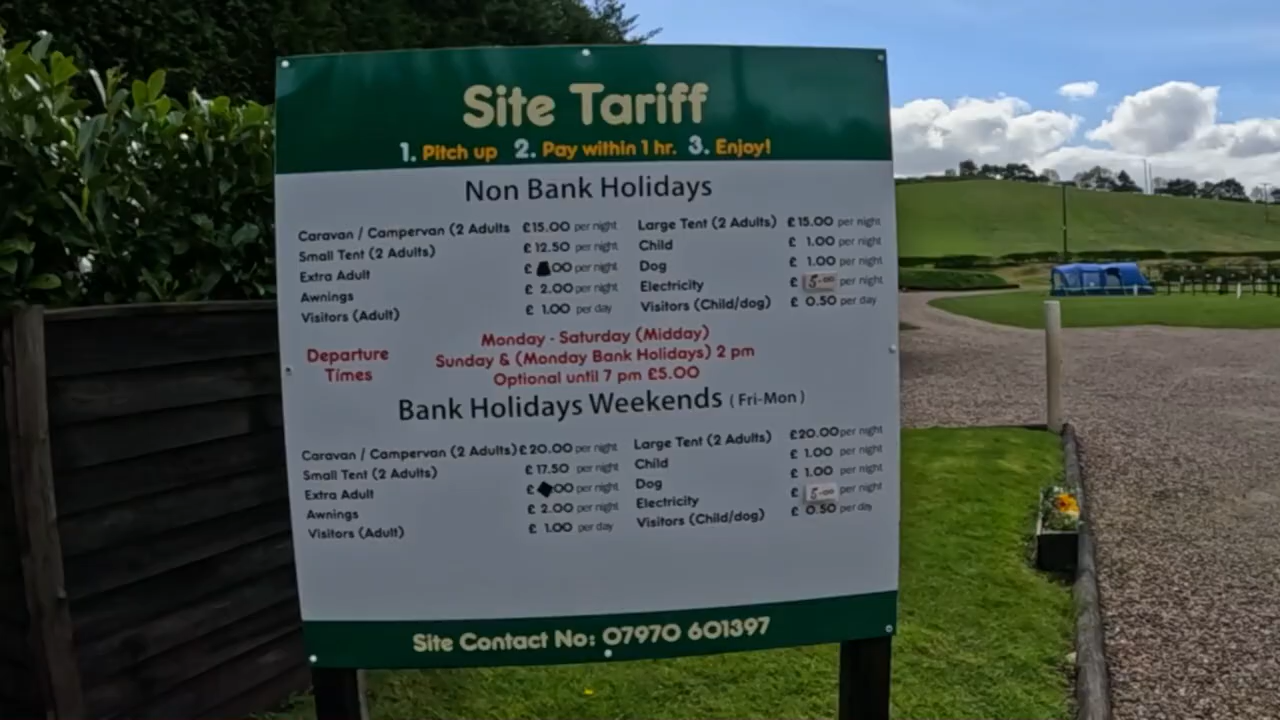 Site Tariff
1. Pitch up 2. Pay within 1 hr. 3. Enjoy!
Non Bank Holidays
Caravan / Campervan (2 Adults £15.00 per night Large Tent (2 Adults) £15.00 per night
Small Tent (2 Adults) £12.50 per night Child £ 1.00 per night
Extra Adult £ .00 per night Dog £ 1.00 per night
Awnings £ 2.00 per night Electricity £ 5.00 per night
Visitors (Adult) £ 1.00 per day Visitors (Child/dog) £ 0.50 per day
Departure Times
Monday - Saturday (Midday)
Sunday & (Monday Bank Holidays) 2 pm
Optional until 7 pm £5.00
Bank Holidays Weekends (Fri-Mon)
Caravan / Campervan (2 Adults) £20.00 per night Large Tent (2 Adults) £20.00 per night
Small Tent (2 Adults) £17.50 per night Child £ 1.00 per night
Extra Adult £ 00 per night Dog £ 1.00 per night
Awnings £ 2.00 per night Electricity £ 5.00 per night
Visitors (Adult) £ 1.00 per day Visitors (Child/dog) £ 0.50 per day
Site Contact No: 07970 601397